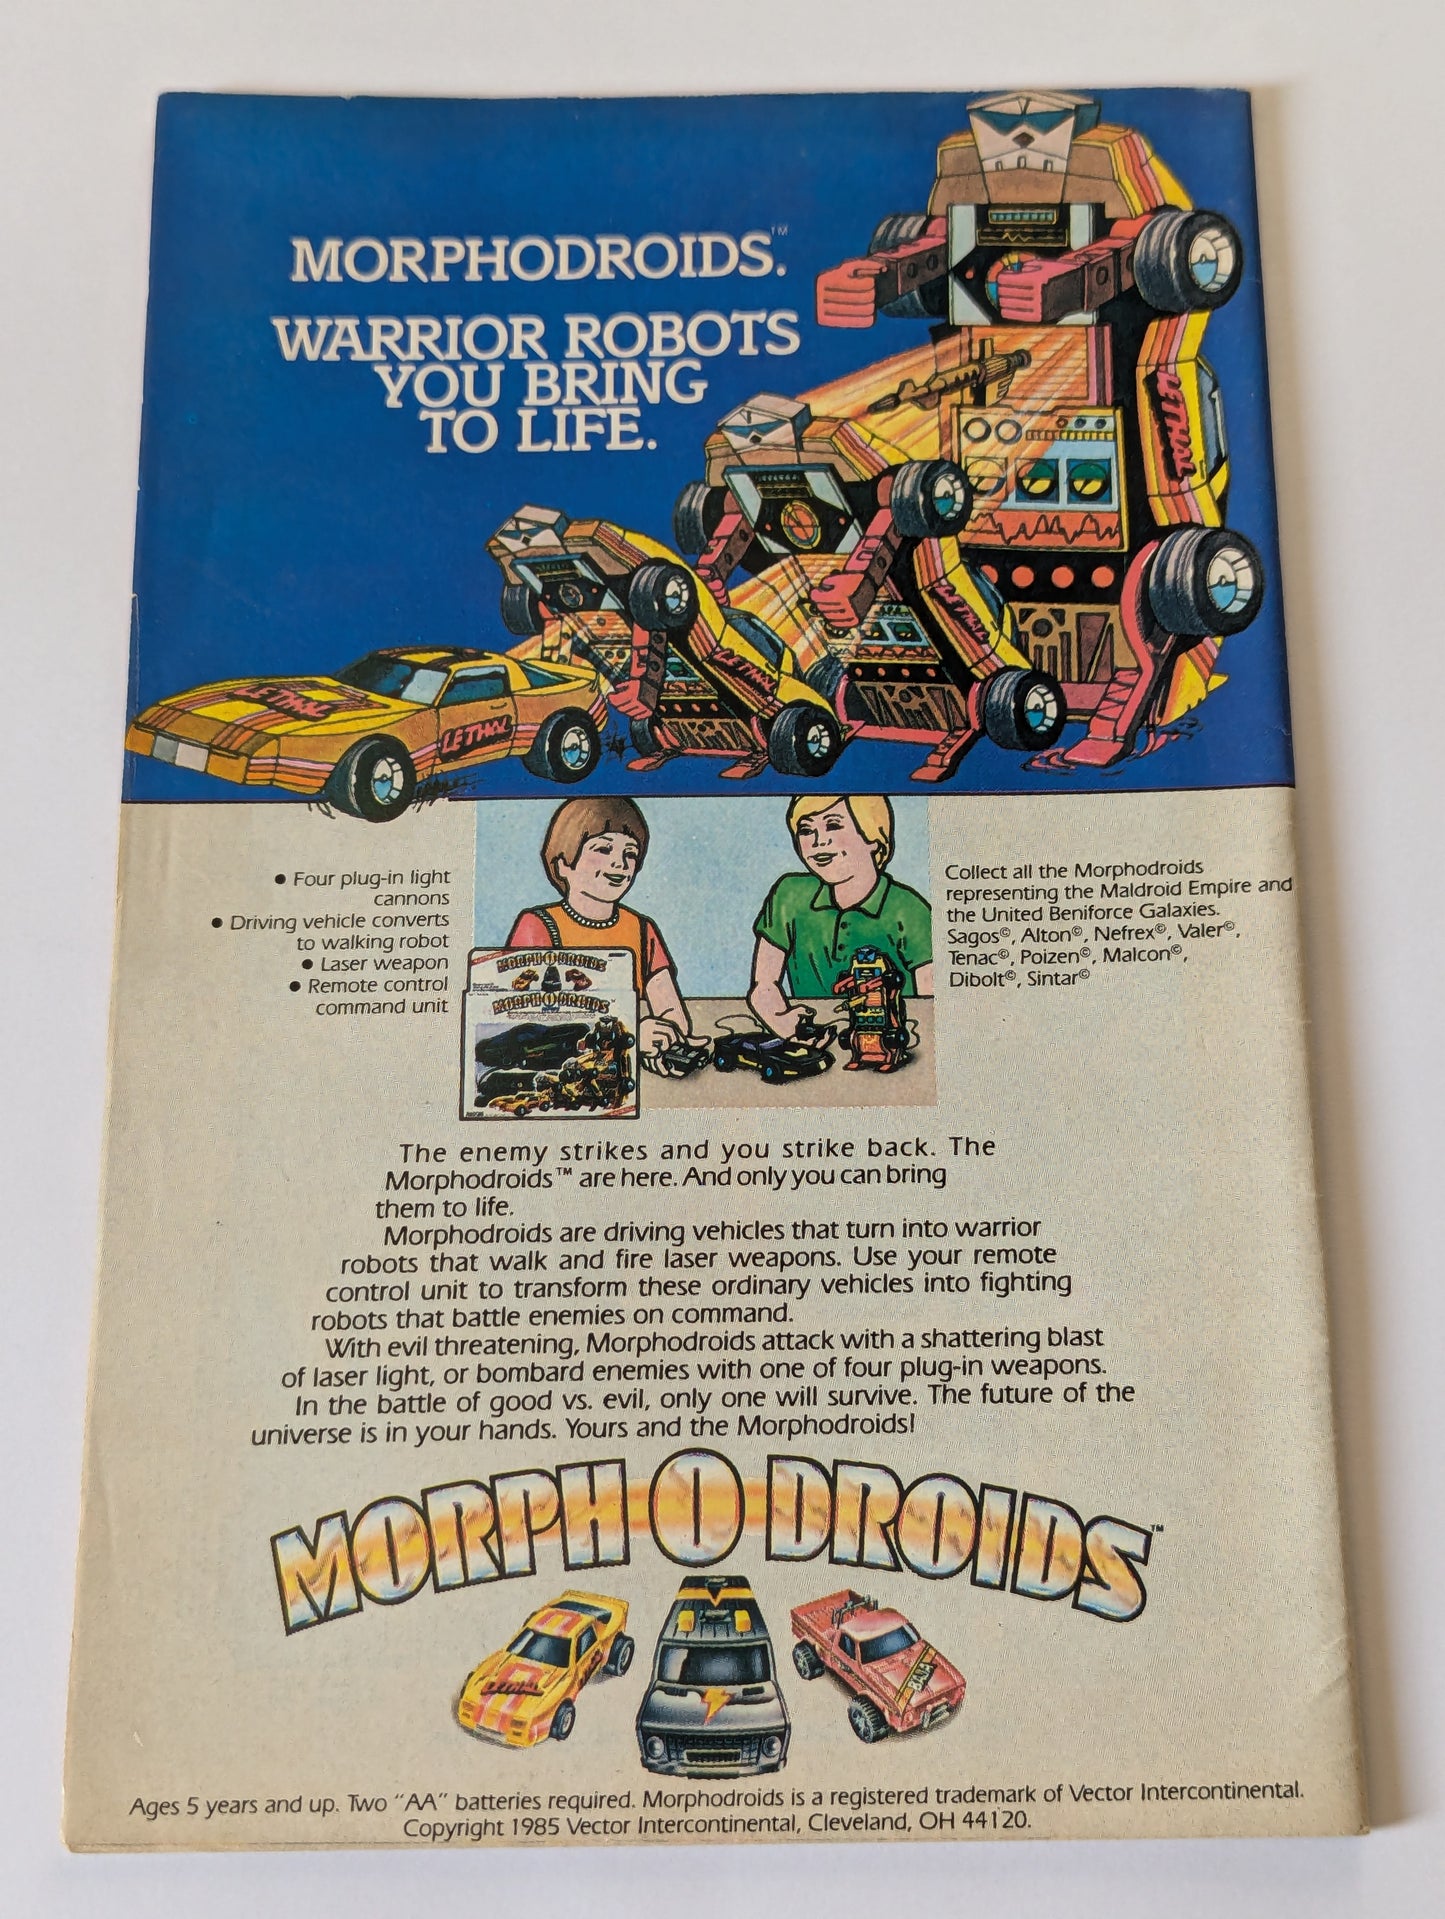 MORPHODROIDS.™
WARRIOR ROBOTS
YOU BRING
TO LIFE.
LETHAL
LETHAL
LETHAL
LETHAL
LETHAL
● Four plug-in light
cannons
● Driving vehicle converts
to walking robot
● Laser weapon
● Remote control
command unit
MORPH O DROIDS
MORPH O DROIDS™
Collect all the Morphodroids
representing the Maldroid Empire and
the United Beniforce Galaxies.
Sagos©, Alton©, Nefrex©, Valer©,
Tenac©, Poizen©, Malcon©,
Dibolt©, Sintar©
The enemy strikes and you strike back. The
Morphodroids™ are here. And only you can bring
them to life.
Morphodroids are driving vehicles that turn into warrior
robots that walk and fire laser weapons. Use your remote
control unit to transform these ordinary vehicles into fighting
robots that battle enemies on command.
With evil threatening, Morphodroids attack with a shattering blast
of laser light, or bombard enemies with one of four plug-in weapons.
In the battle of good vs. evil, only one will survive. The future of the
universe is in your hands. Yours and the Morphodroids!
MORPH O DROIDS™
LETHAL
BAJA
Ages 5 years and up. Two "AA" batteries required. Morphodroids is a registered trademark of Vector Intercontinental.
Copyright 1985 Vector Intercontinental, Cleveland, OH 44120.